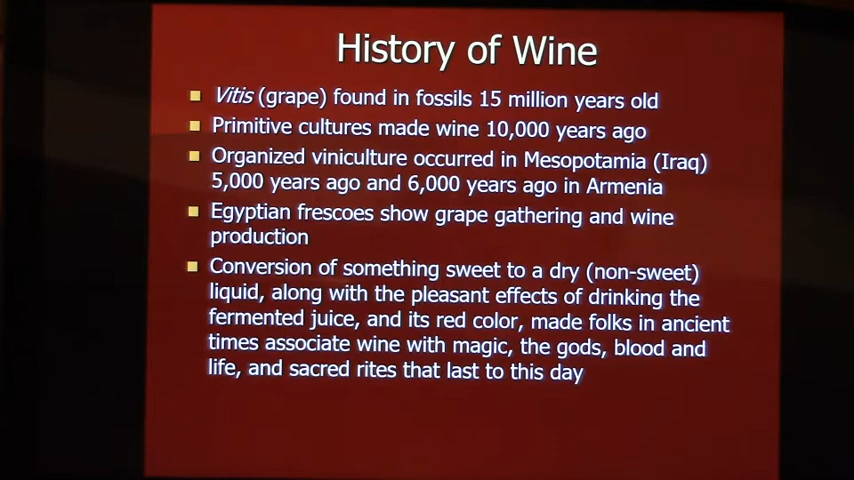 History of Wine
Vitis (grape) found in fossils 15 million years old
Primitive cultures made wine 10,000 years ago
Organized viniculture occurred in Mesopotamia (Iraq)
5,000 years ago and 6,000 years ago in Armenia
Egyptian frescoes show grape gathering and wine
production
Conversion of something sweet to a dry (non-sweet)
liquid, along with the pleasant effects of drinking the
fermented juice, and its red color, made folks in ancient
times associate wine with magic, the gods, blood and
life, and sacred rites that last to this day